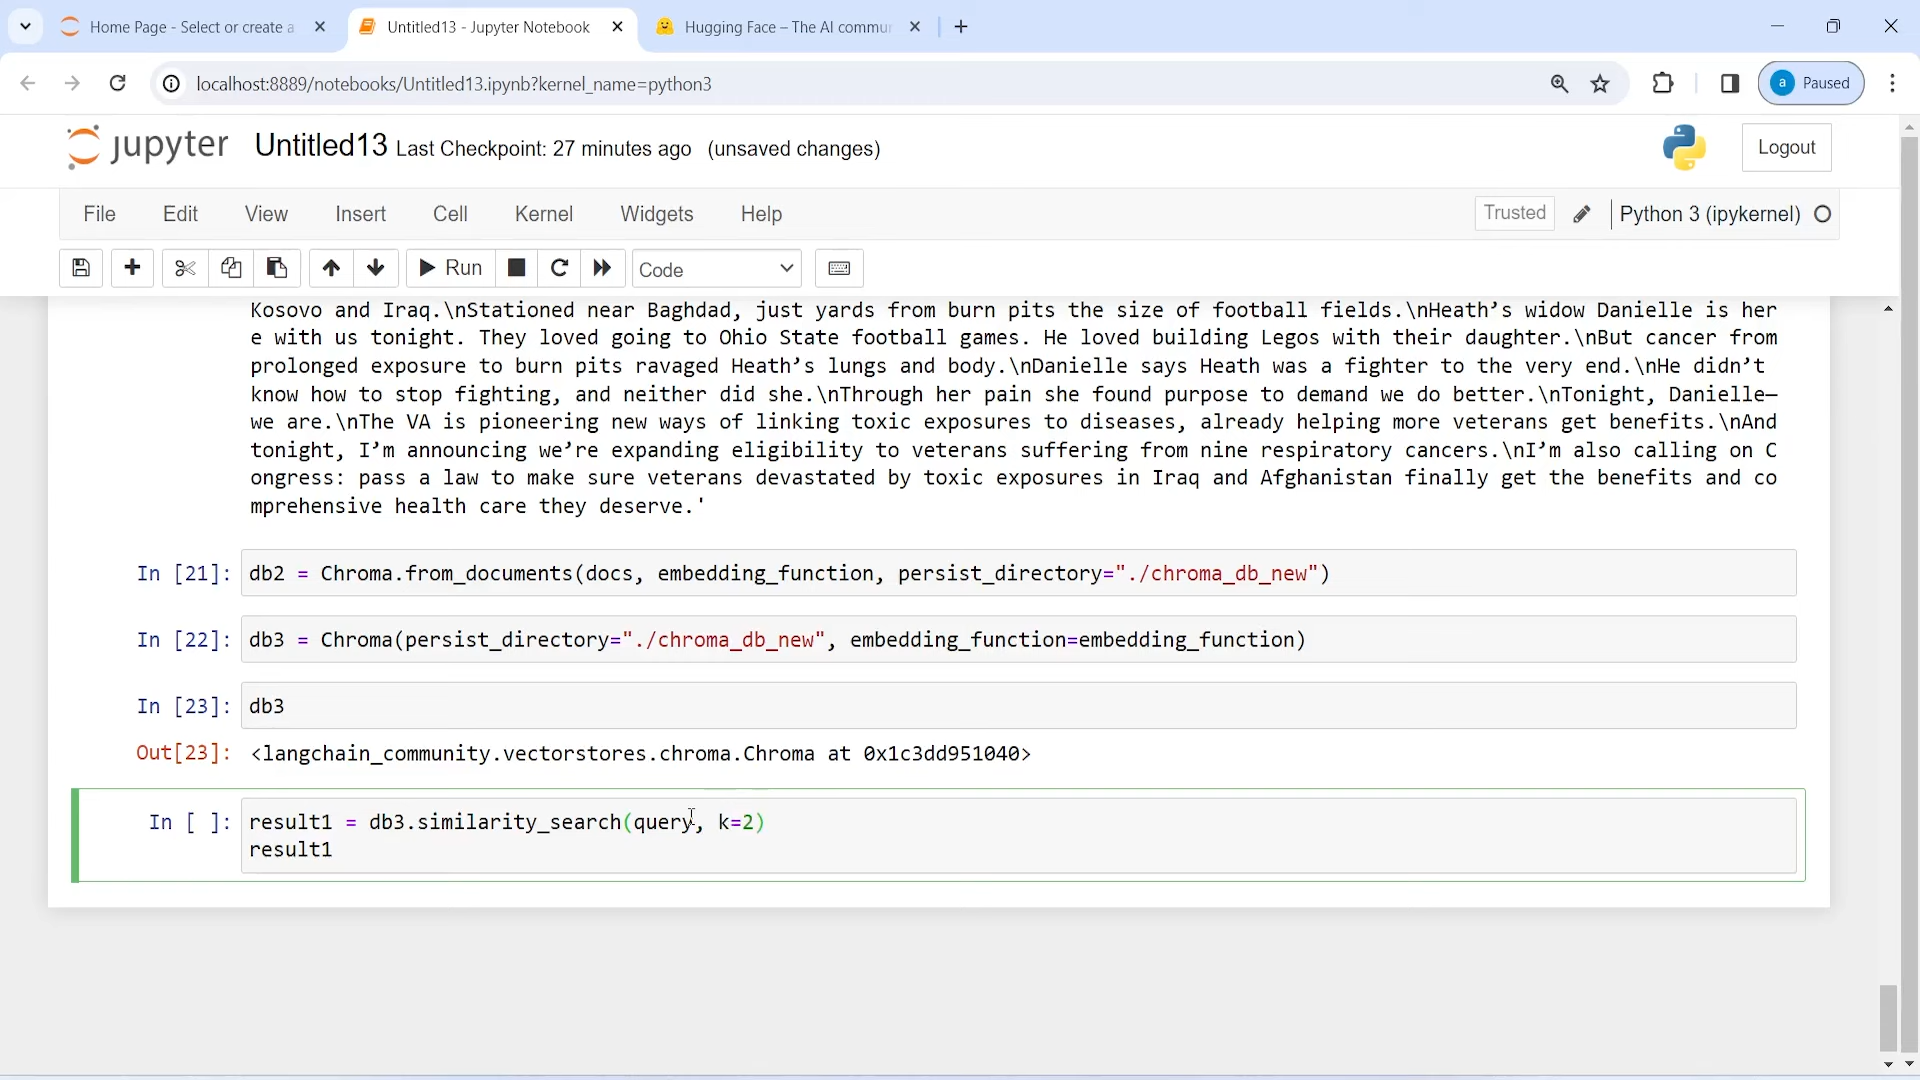 Home Page - Select or create a
Untitled13 - Jupyter Notebook
Hugging Face – The AI commu
localhost:8889/notebooks/Untitled13.ipynb?kernel_name=python3
a Paused
jupyter Untitled13 Last Checkpoint: 27 minutes ago (unsaved changes)
Logout
File Edit View Insert Cell Kernel Widgets Help
Trusted
Python 3 (ipykernel)
Run
Code
Kosovo and Iraq.\nStationed near Baghdad, just yards from burn pits the size of football fields.\nHeath’s widow Danielle is her
e with us tonight. They loved going to Ohio State football games. He loved building Legos with their daughter.\nBut cancer from
prolonged exposure to burn pits ravaged Heath’s lungs and body.\nDanielle says Heath was a fighter to the very end.\nHe didn’t
know how to stop fighting, and neither did she.\nThrough her pain she found purpose to demand we do better.\nTonight, Danielle—
we are.\nThe VA is pioneering new ways of linking toxic exposures to diseases, already helping more veterans get benefits.\nAnd
tonight, I’m announcing we’re expanding eligibility to veterans suffering from nine respiratory cancers.\nI’m also calling on C
ongress: pass a law to make sure veterans devastated by toxic exposures in Iraq and Afghanistan finally get the benefits and co
mprehensive health care they deserve.'
In [21]: db2 = Chroma.from_documents(docs, embedding_function, persist_directory="./chroma_db_new")
In [22]: db3 = Chroma(persist_directory="./chroma_db_new", embedding_function=embedding_function)
In [23]: db3
Out[23]: <langchain_community.vectorstores.chroma.Chroma at 0x1c3dd951040>
In [ ]: result1 = db3.similarity_search(query, k=2)
result1